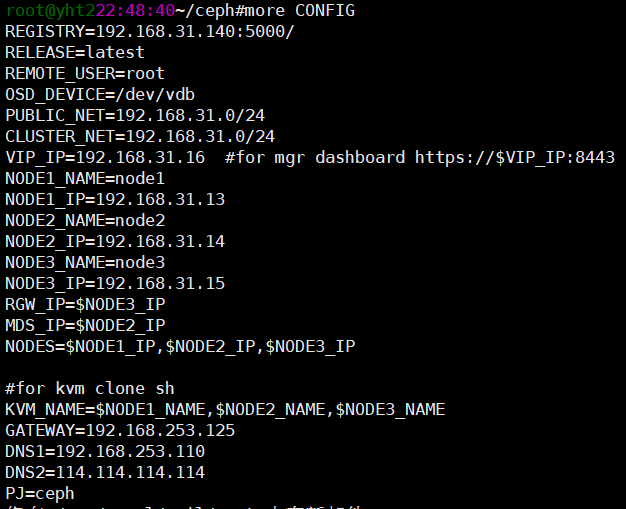 root@yht222:48:40~/ceph#more CONFIG
REGISTRY=192.168.31.140:5000/
RELEASE=latest
REMOTE_USER=root
OSD_DEVICE=/dev/vdb
PUBLIC_NET=192.168.31.0/24
CLUSTER_NET=192.168.31.0/24
VIP_IP=192.168.31.16  #for mgr dashboard https://$VIP_IP:8443
NODE1_NAME=node1
NODE1_IP=192.168.31.13
NODE2_NAME=node2
NODE2_IP=192.168.31.14
NODE3_NAME=node3
NODE3_IP=192.168.31.15
RGW_IP=$NODE3_IP
MDS_IP=$NODE2_IP
NODES=$NODE1_IP,$NODE2_IP,$NODE3_IP
#for kvm clone sh
KVM_NAME=$NODE1_NAME,$NODE2_NAME,$NODE3_NAME
GATEWAY=192.168.253.125
DNS1=192.168.253.110
DNS2=114.114.114.114
PJ=ceph